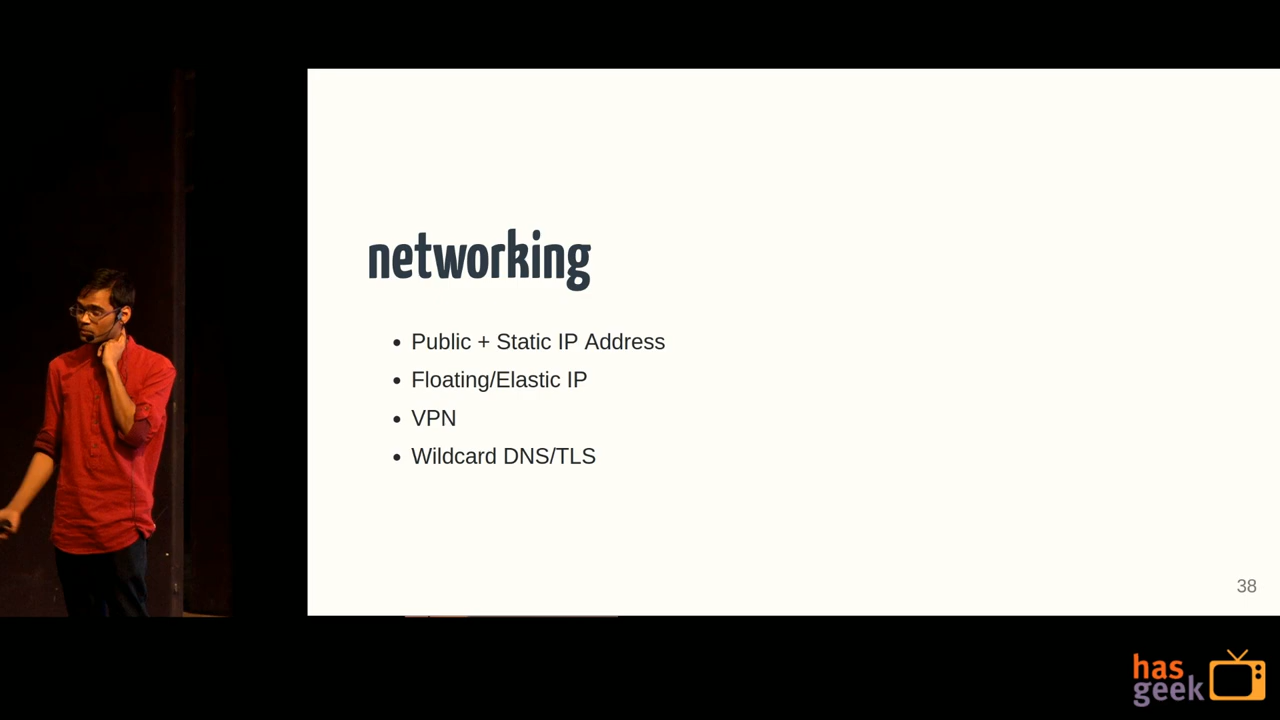 networking
Public + Static IP Address
Floating/Elastic IP
VPN
Wildcard DNS/TLS
38
has
geek